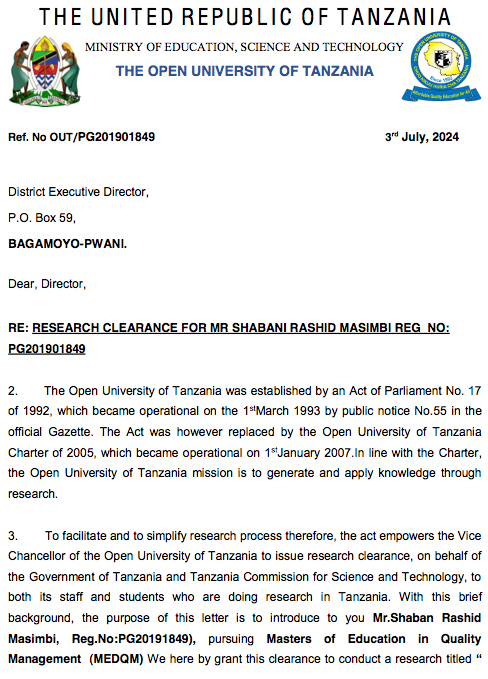 THE UNITED REPUBLIC OF TANZANIA
MINISTRY OF EDUCATION, SCIENCE AND TECHNOLOGY
THE OPEN UNIVERSITY OF TANZANIA
Ref. No OUT/PG201901849 3rd July, 2024
District Executive Director,
P.O. Box 59,
BAGAMOYO-PWANI.
Dear, Director,
RE: RESEARCH CLEARANCE FOR MR SHABANI RASHID MASIMBI REG NO:
PG201901849
2. The Open University of Tanzania was established by an Act of Parliament No. 17
of 1992, which became operational on the 1stMarch 1993 by public notice No.55 in the
official Gazette. The Act was however replaced by the Open University of Tanzania
Charter of 2005, which became operational on 1stJanuary 2007.In line with the Charter,
the Open University of Tanzania mission is to generate and apply knowledge through
research.
3. To facilitate and to simplify research process therefore, the act empowers the Vice
Chancellor of the Open University of Tanzania to issue research clearance, on behalf of
the Government of Tanzania and Tanzania Commission for Science and Technology, to
both its staff and students who are doing research in Tanzania. With this brief
background, the purpose of this letter is to introduce to you Mr.Shaban Rashid
Masimbi, Reg.No:PG20191849), pursuing Masters of Education in Quality
Management (MEDQM) We here by grant this clearance to conduct a research titled “